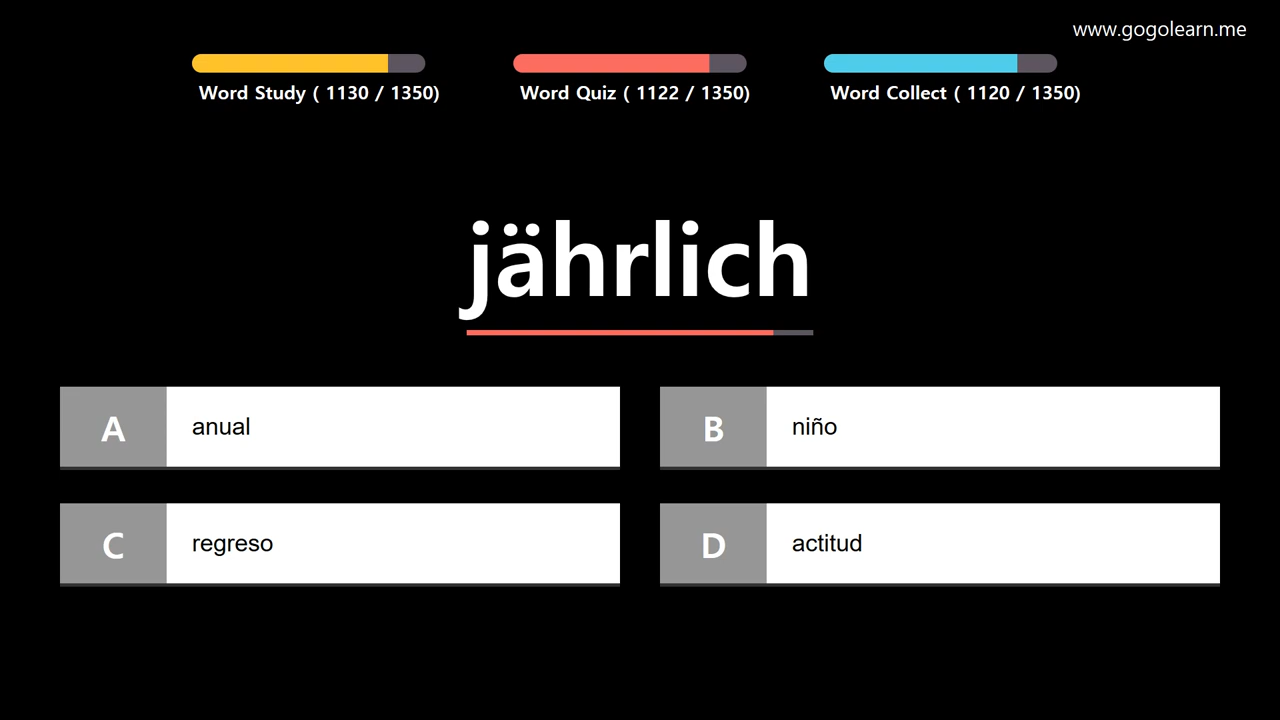 www.gogolearn.me
Word Study ( 1130 / 1350)
Word Quiz ( 1122 / 1350)
Word Collect ( 1120 / 1350)
jährlich
A anual
B niño
C regreso
D actitud